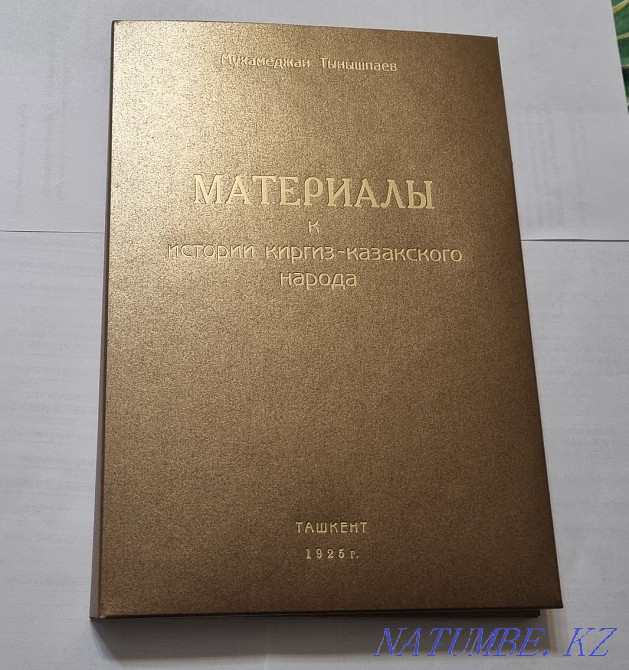 Мухамеджан Тынышпаев
МАТЕРИАЛЫ
к
истории киргиз-казакского
народа
ТАШКЕНТ
1925 г.
NATUMBE.KZ